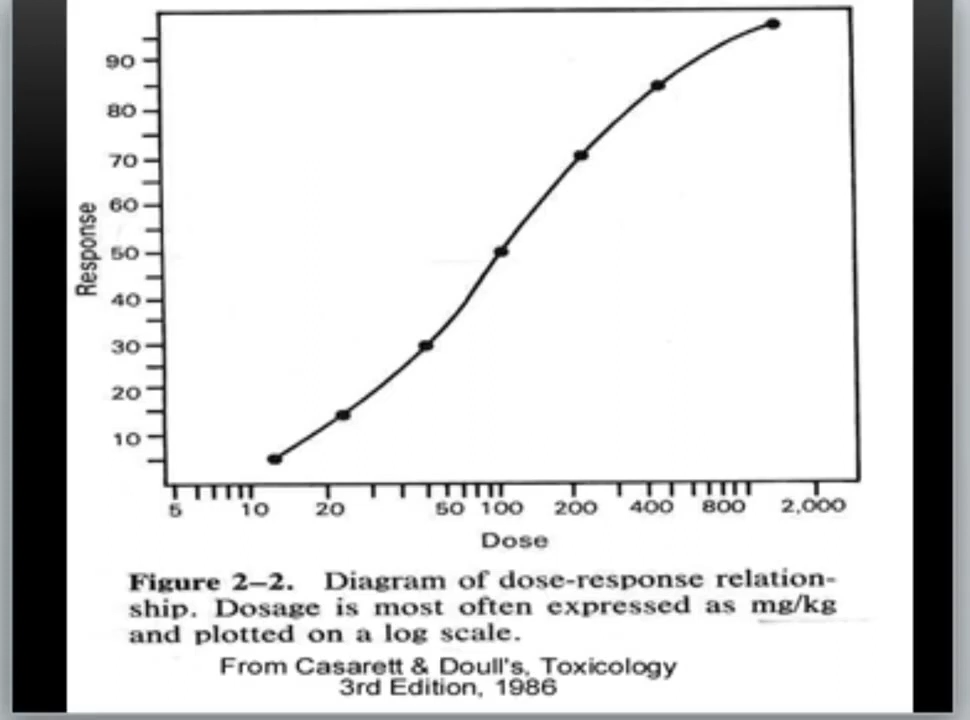 90
80
70
60
50
40
30
20
10
Response
5 10 20 50 100 200 400 800 2,000
Dose
Figure 2–2. Diagram of dose-response relation-
ship. Dosage is most often expressed as mg/kg
and plotted on a log scale.
From Casarett & Doull's, Toxicology
3rd Edition, 1986